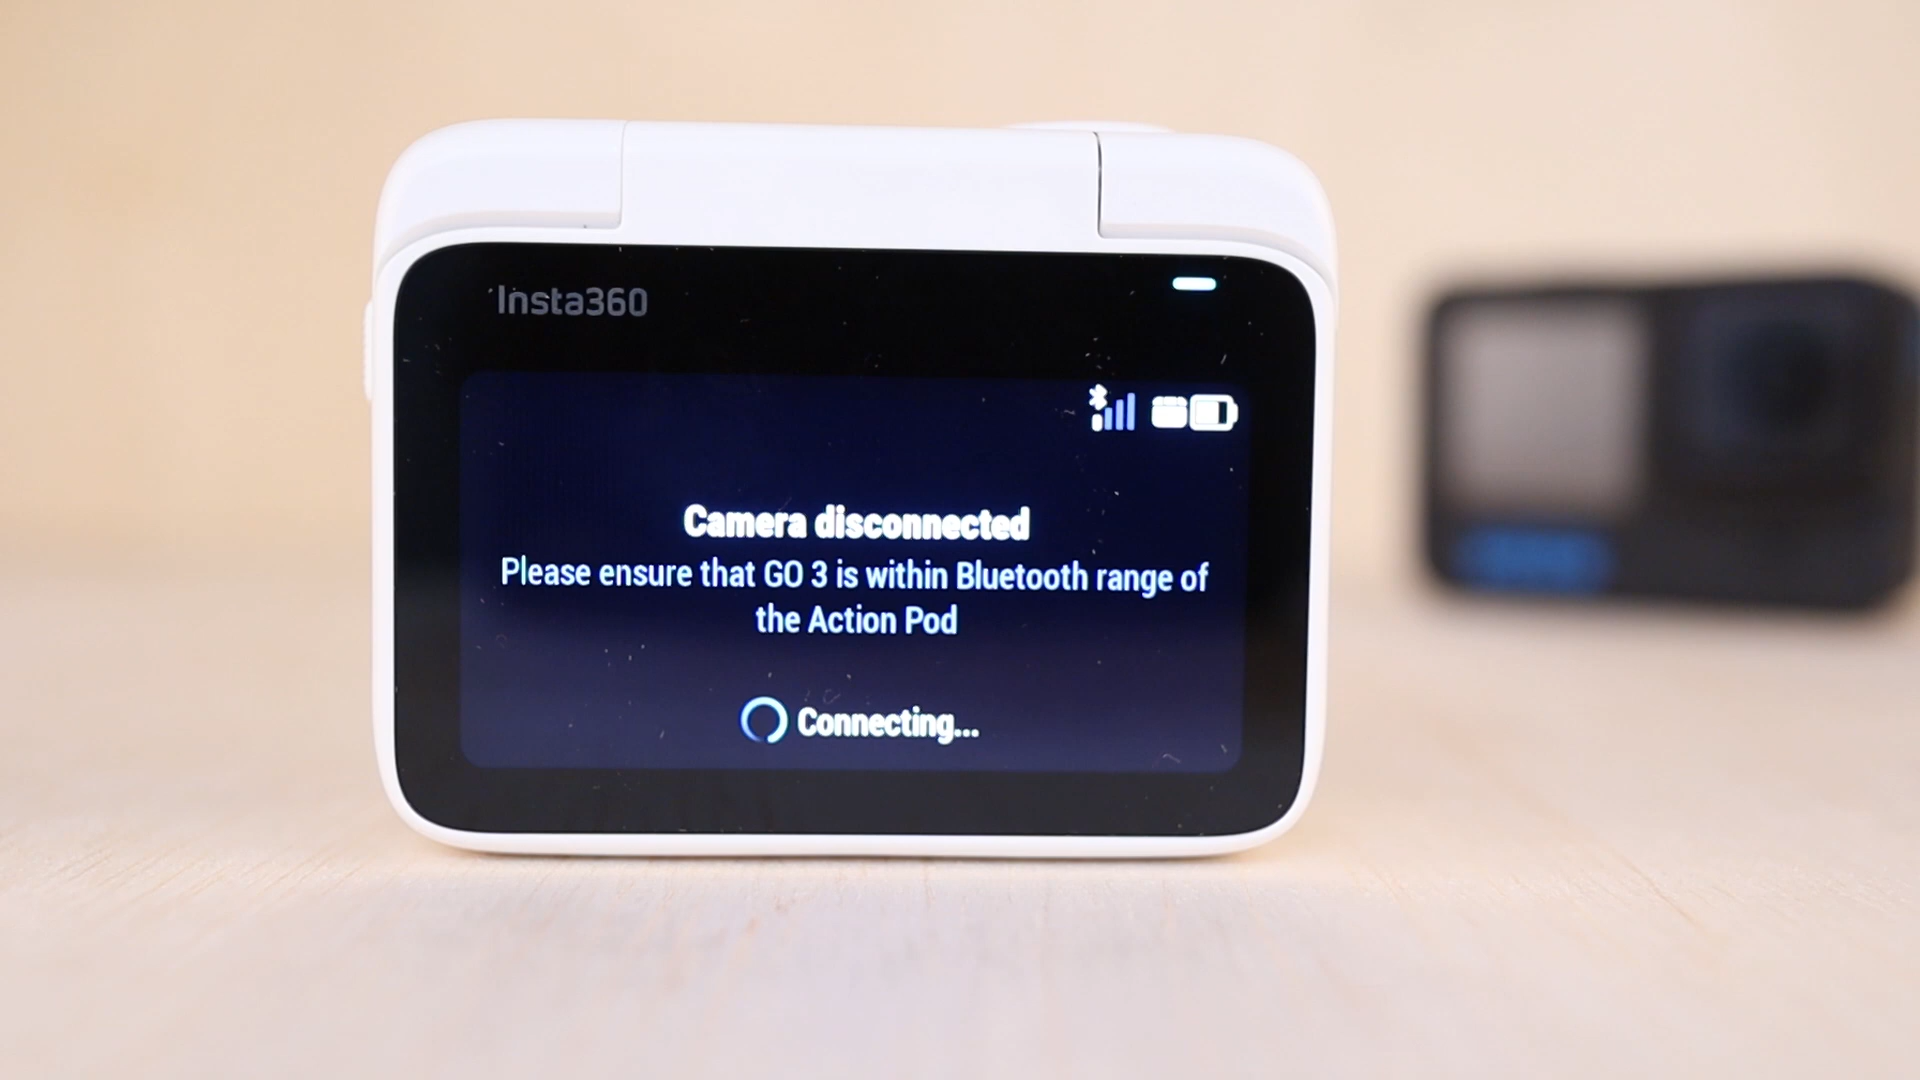 Insta360
Camera disconnected
Please ensure that GO 3 is within Bluetooth range of
the Action Pod
Connecting...